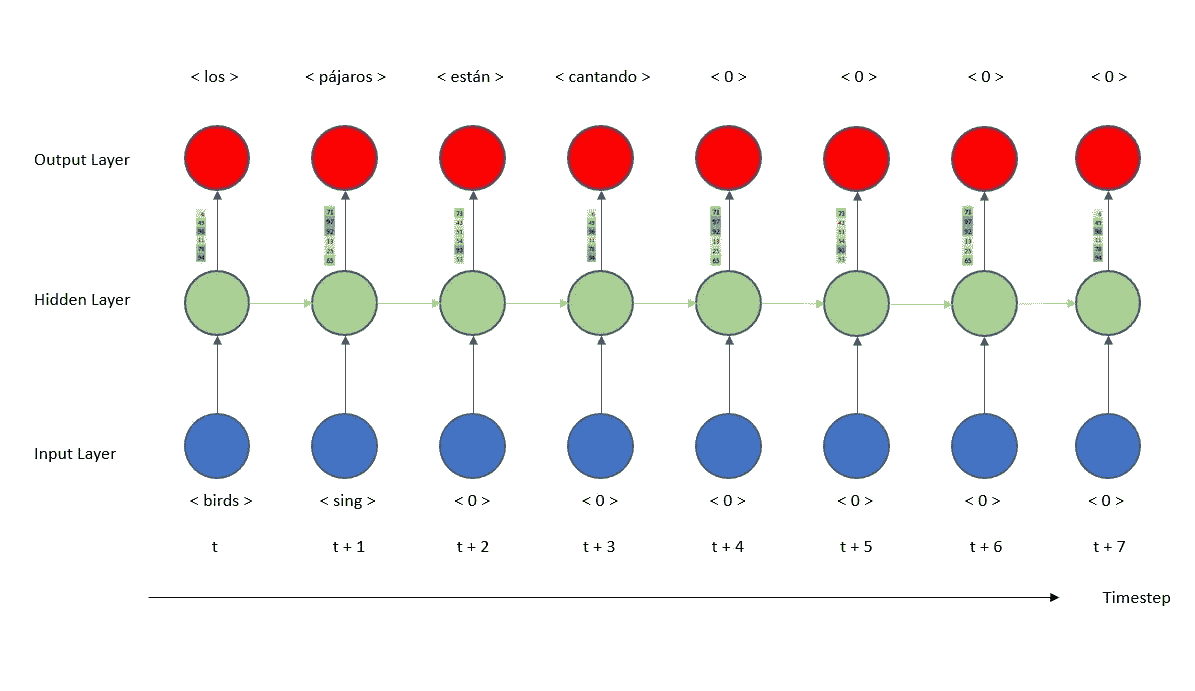 < los > < pájaros > < están > < cantando > < 0 > < 0 > < 0 > < 0 >
Output Layer
Hidden Layer
Input Layer
< birds > < sing > < 0 > < 0 > < 0 > < 0 > < 0 > < 0 >
t t + 1 t + 2 t + 3 t + 4 t + 5 t + 6 t + 7
Timestep